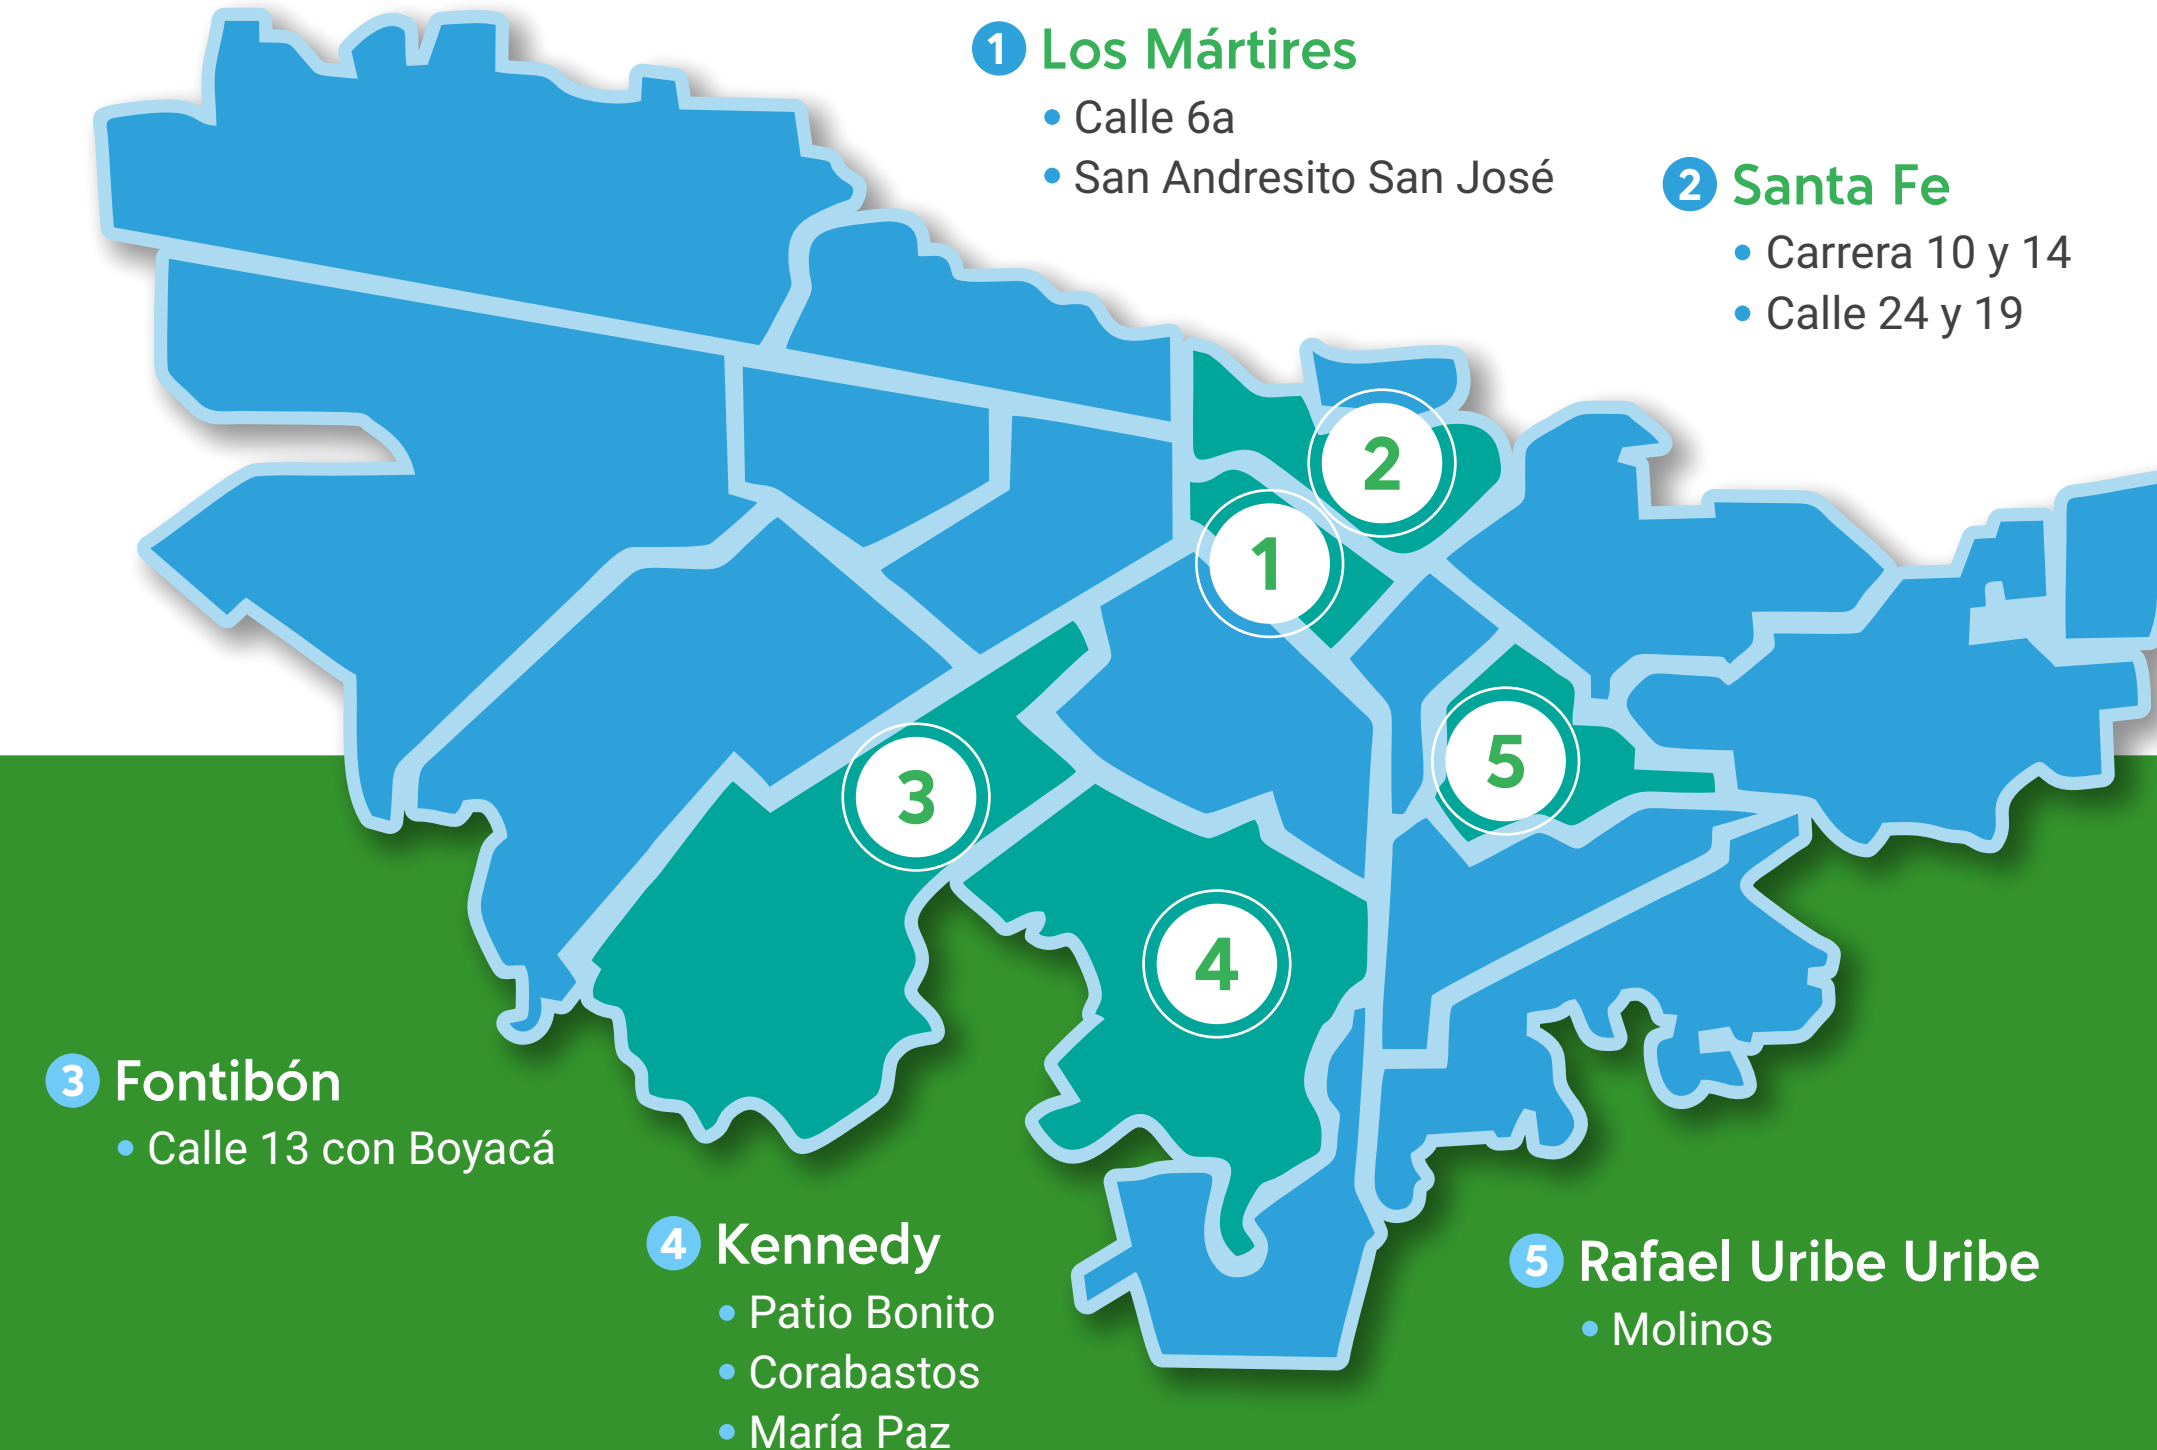 1 Los Mártires
• Calle 6a
• San Andresito San José
2 Santa Fe
• Carrera 10 y 14
• Calle 24 y 19
2
1
5
3
4
3 Fontibón
• Calle 13 con Boyacá
4 Kennedy
• Patio Bonito
• Corabastos
• María Paz
5 Rafael Uribe Uribe
• Molinos